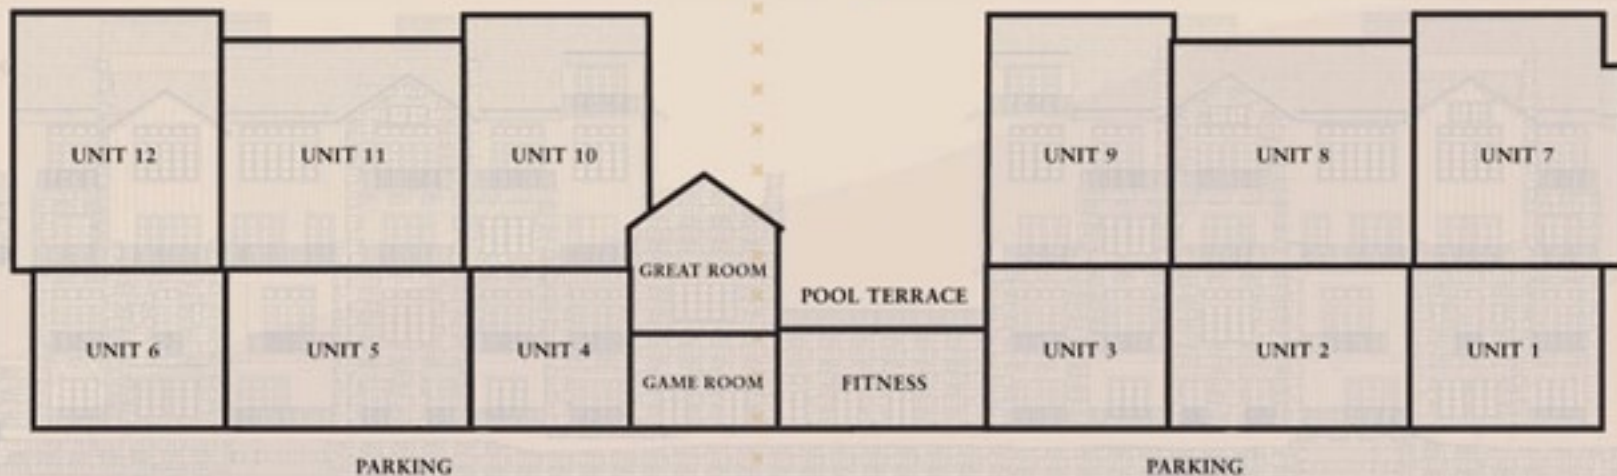 UNIT 12
UNIT 11
UNIT 10
UNIT 9
UNIT 8
UNIT 7
GREAT ROOM
POOL TERRACE
UNIT 6
UNIT 5
UNIT 4
GAME ROOM
FITNESS
UNIT 3
UNIT 2
UNIT 1
PARKING
PARKING